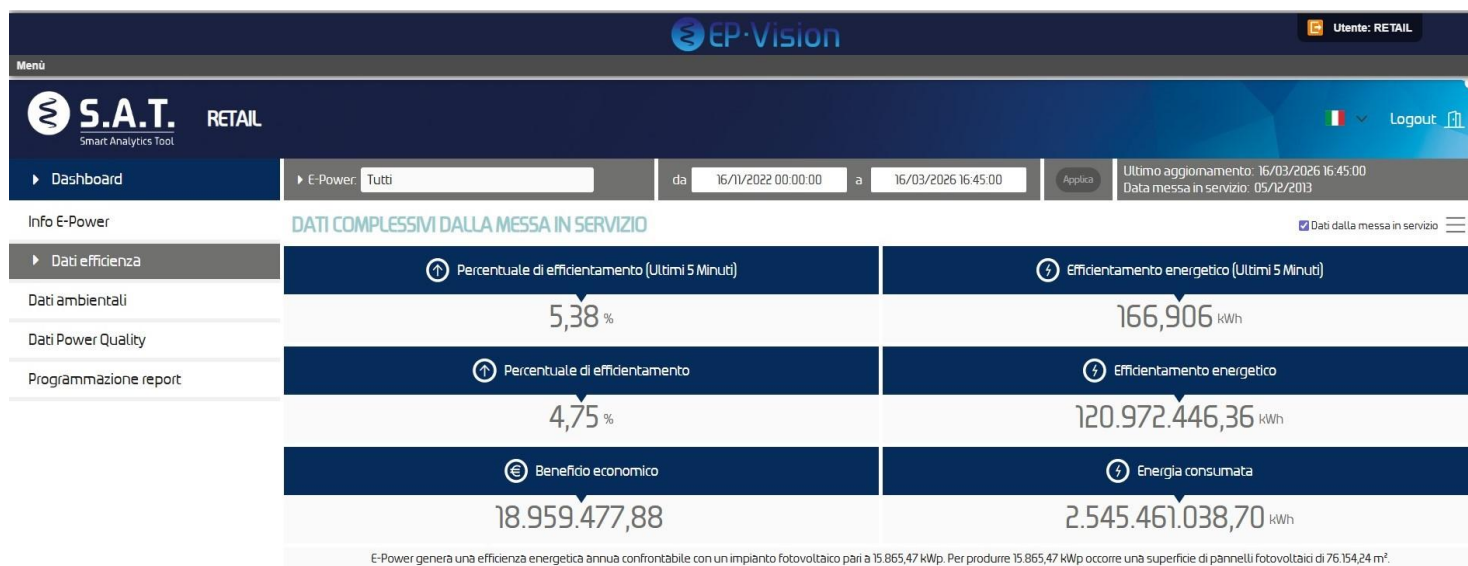 EP·Vision
Utente: RETAIL
Menù
S.A.T.
Smart Analytics Tool
RETAIL
Logout
Dashboard
E-Power: Tutti da 16/11/2022 00:00:00 a 16/03/2026 16:45:00 Applica
Ultimo aggiornamento: 16/03/2026 16:45:00
Data messa in servizio: 05/12/2013
Info E-Power
Dati efficienza
Dati ambientali
Dati Power Quality
Programmazione report
DATI COMPLESSIVI DALLA MESSA IN SERVIZIO
Dati dalla messa in servizio
Percentuale di efficientamento (Ultimi 5 Minuti)
5,38 %
Efficientamento energetico (Ultimi 5 Minuti)
166,906 kWh
Percentuale di efficientamento
4,75 %
Efficientamento energetico
120.972.446,36 kWh
Beneficio economico
18.959.477,88
Energia consumata
2.545.461.038,70 kWh
E-Power genera una efficienza energetica annua confrontabile con un impianto fotovoltaico pari a 15.865,47 kWp. Per produrre 15.865,47 kWp occorre una superficie di pannelli fotovoltaici di 76.154,24 m².